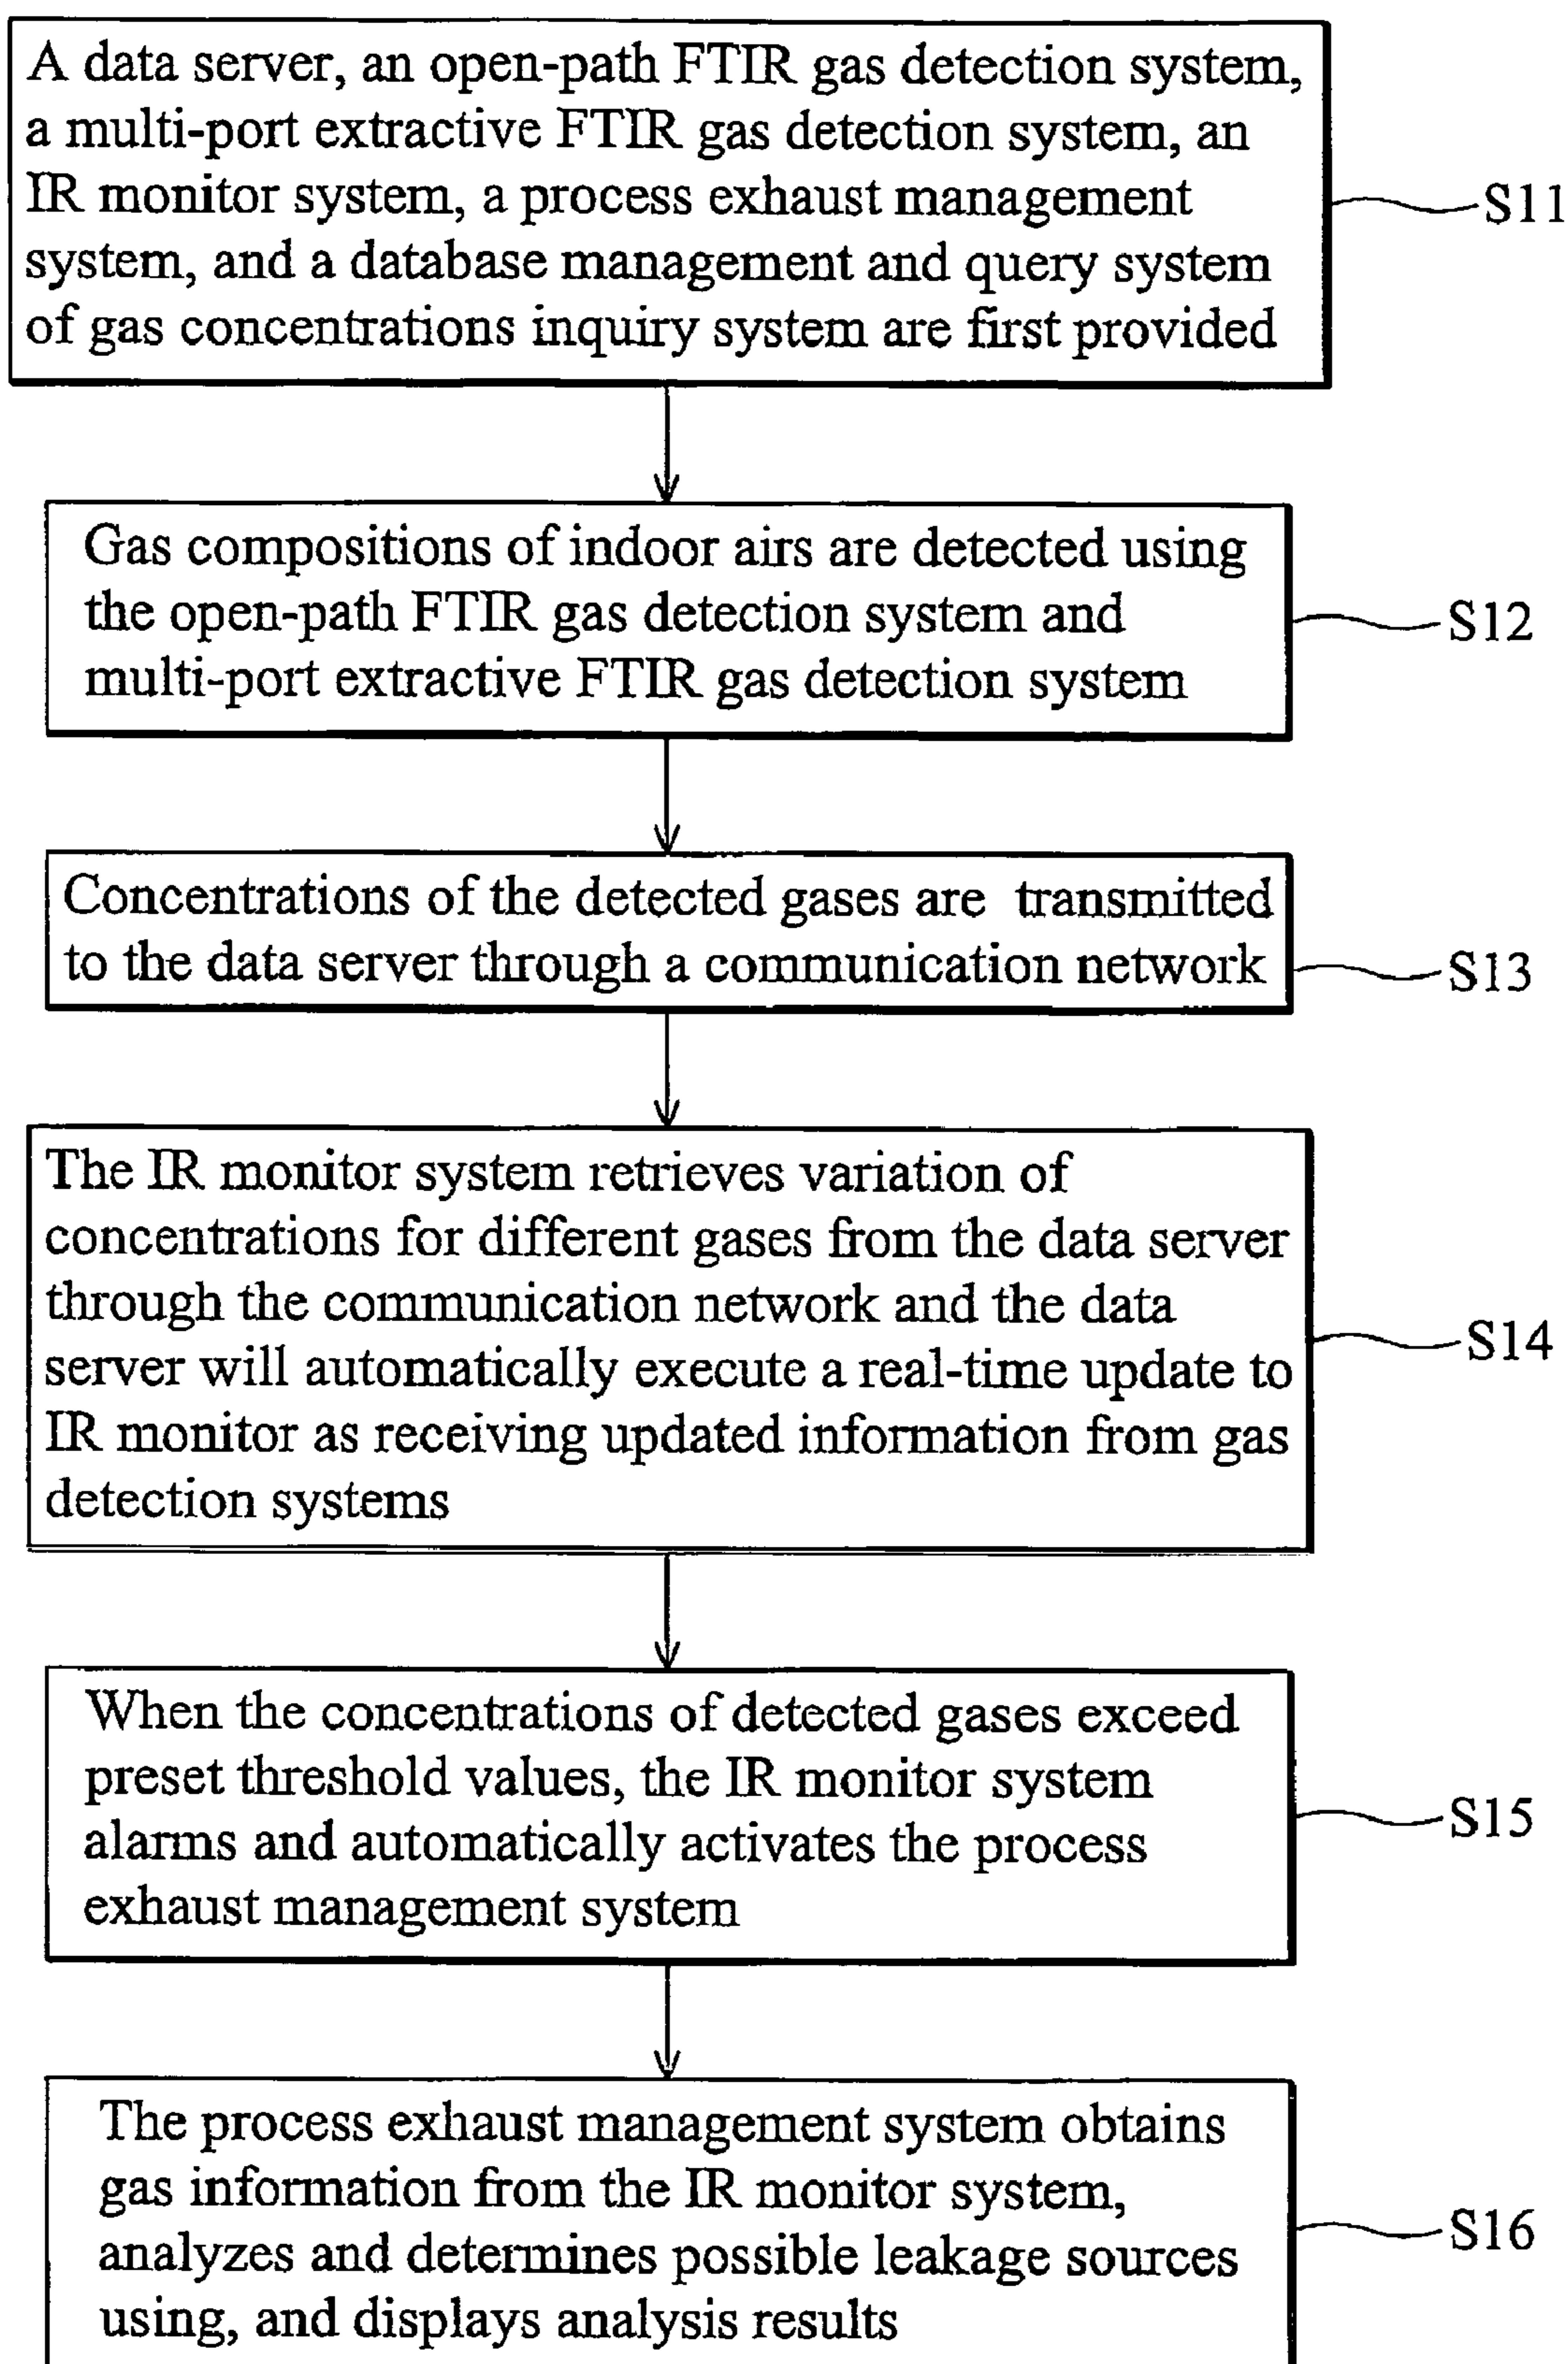 A data server, an open-path FTIR gas detection system,
a multi-port extractive FTIR gas detection system, an
IR monitor system, a process exhaust management
system, and a database management and query system
of gas concentrations inquiry system are first provided
S11
Gas compositions of indoor airs are detected using
the open-path FTIR gas detection system and
multi-port extractive FTIR gas detection system
S12
Concentrations of the detected gases are transmitted
to the data server through a communication network
S13
The IR monitor system retrieves variation of
concentrations for different gases from the data server
through the communication network and the data
server will automatically execute a real-time update to
IR monitor as receiving updated information from gas
detection systems
S14
When the concentrations of detected gases exceed
preset threshold values, the IR monitor system
alarms and automatically activates the process
exhaust management system
S15
The process exhaust management system obtains
gas information from the IR monitor system,
analyzes and determines possible leakage sources
using, and displays analysis results
S16